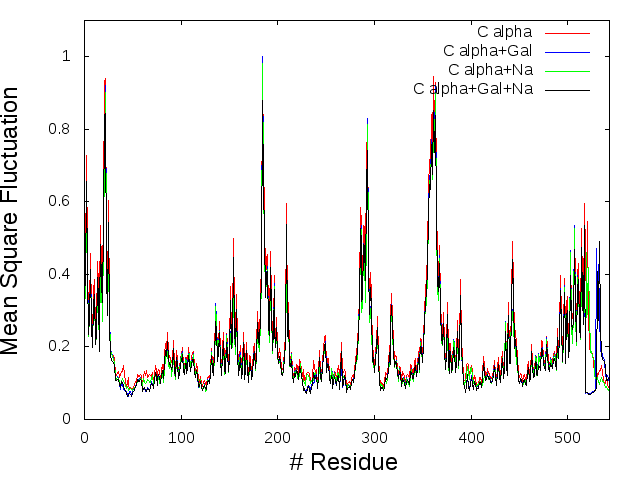 1
0.8
0.6
0.4
0.2
0
0 100 200 300 400 500
Mean Square Fluctuation
# Residue
C alpha
C alpha+Gal
C alpha+Na
C alpha+Gal+Na